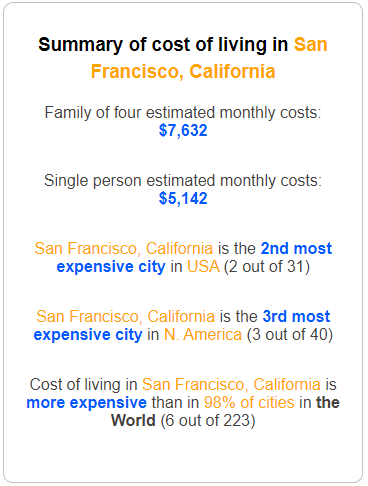 Summary of cost of living in San
Francisco, California
Family of four estimated monthly costs:
$7,632
Single person estimated monthly costs:
$5,142
San Francisco, California is the 2nd most
expensive city in USA (2 out of 31)
San Francisco, California is the 3rd most
expensive city in N. America (3 out of 40)
Cost of living in San Francisco, California is
more expensive than in 98% of cities in the
World (6 out of 223)